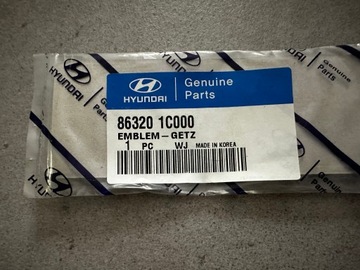 HYUNDAI
Genuine
Parts
86320 1C000
EMBLEM-GETZ
1 PC WJ MADE IN KOREA